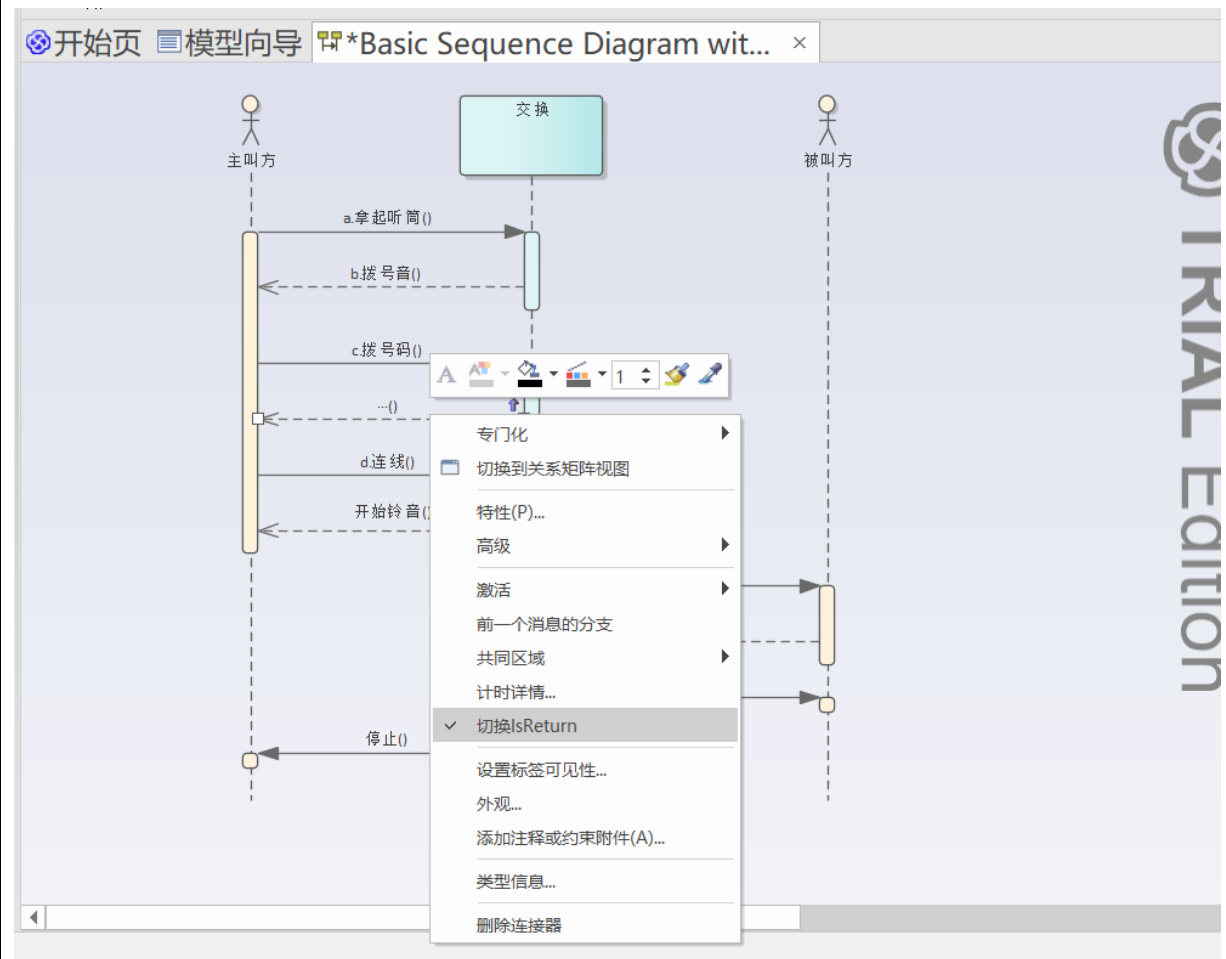 开始页 模型向导 *Basic Sequence Diagram wit... ×
交换
主叫方
被叫方
a.拿起听筒()
b.拨号音()
c.拨号码()
A 1
...()
d.连线()
开始铃音()
停止()
专门化
切换到关系矩阵视图
特性(P)...
高级
激活
前一个消息的分支
共同区域
计时详情...
切换IsReturn
设置标签可见性...
外观...
添加注释或约束附件(A)...
类型信息...
删除连接器
TRIAL Edition